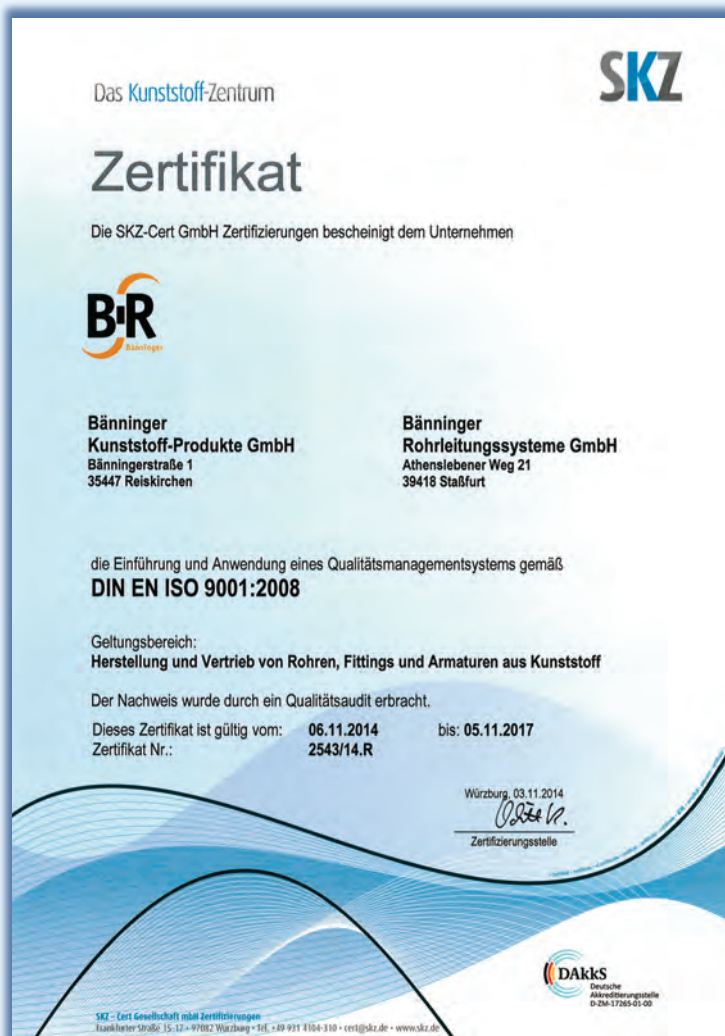 Das Kunststoff-Zentrum
SKZ
Zertifikat
Die SKZ-Cert GmbH Zertifizierungen bescheinigt dem Unternehmen
B·R
Bänninger
Bänninger
Kunststoff-Produkte GmbH
Bänningerstraße 1
35447 Reiskirchen
Bänninger
Rohrleitungssysteme GmbH
Athenslebener Weg 21
39418 Staßfurt
die Einführung und Anwendung eines Qualitätsmanagementsystems gemäß
DIN EN ISO 9001:2008
Geltungsbereich:
Herstellung und Vertrieb von Rohren, Fittings und Armaturen aus Kunststoff
Der Nachweis wurde durch ein Qualitätsaudit erbracht.
Dieses Zertifikat ist gültig vom: 06.11.2014 bis: 05.11.2017
Zertifikat Nr.: 2543/14.R
Würzburg, 03.11.2014
Zertifizierungsstelle
DAkkS
Deutsche
Akkreditierungsstelle
D-ZM-17265-01-00
SKZ – Cert Gesellschaft mbH Zertifizierungen
Frankfurter Straße 15-17 • 97082 Würzburg • Tel. +49 931 4104-310 • cert@skz.de • www.skz.de